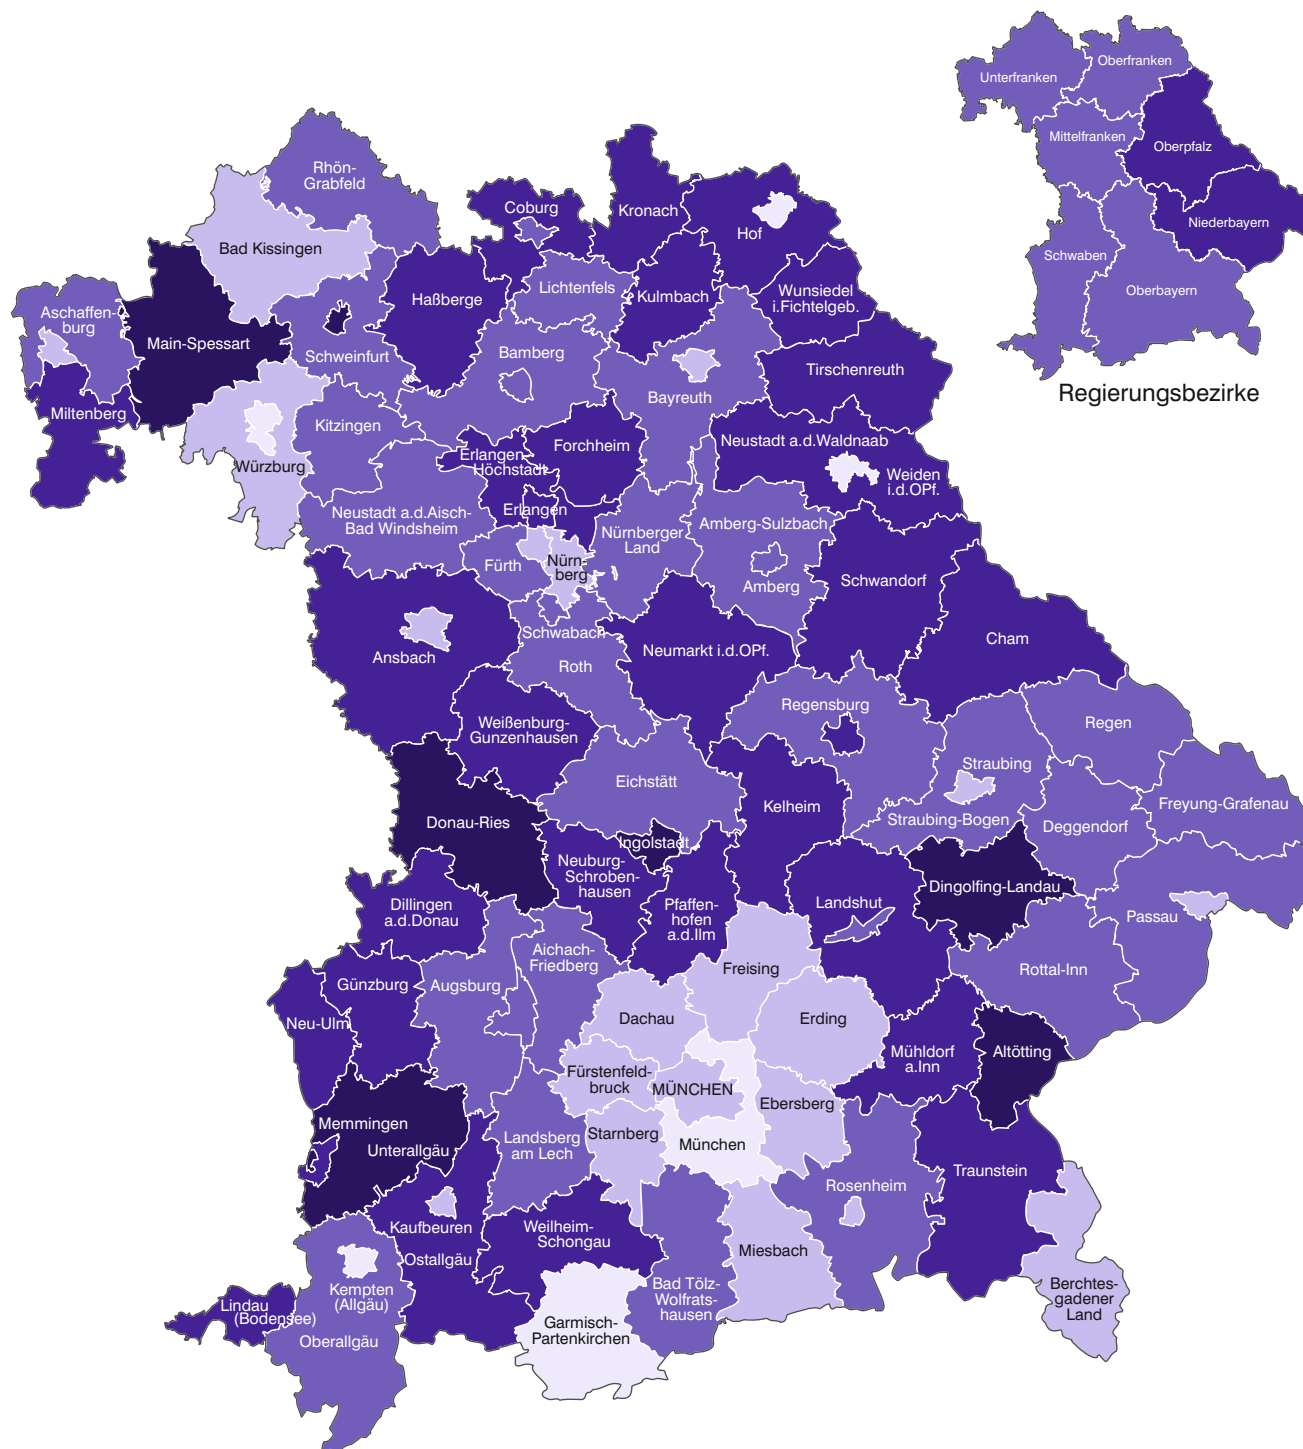 Oberfranken
Unterfranken
Mittelfranken
Oberpfalz
Niederbayern
Schwaben
Oberbayern
Regierungsbezirke
Rhön-
Grabfeld
Coburg
Kronach
Hof
Bad Kissingen
Haßberge
Lichtenfels
Kulmbach
Wunsiedel
i.Fichtelgeb.
Aschaffen-
burg
Main-Spessart
Schweinfurt
Bamberg
Bayreuth
Tirschenreuth
Miltenberg
Kitzingen
Würzburg
Erlangen-
Höchstadt
Forchheim
Neustadt a.d.Waldnaab
Weiden
i.d.OPf.
Neustadt a.d.Aisch-
Bad Windsheim
Erlangen
Fürth
Nürn-
berg
Nürnberger
Land
Amberg-Sulzbach
Amberg
Schwandorf
Cham
Ansbach
Schwabach
Roth
Neumarkt i.d.OPf.
Weißenburg-
Gunzenhausen
Regensburg
Regen
Eichstätt
Kelheim
Straubing
Straubing-Bogen
Deggendorf
Freyung-Grafenau
Donau-Ries
Ingolstadt
Neuburg-
Schrobenhausen
Pfaffen-
hofen
a.d.Ilm
Landshut
Dingolfing-Landau
Passau
Rottal-Inn
Dillingen
a.d.Donau
Aichach-
Friedberg
Augsburg
Günzburg
Neu-Ulm
Freising
Dachau
Erding
Mühldorf
a.Inn
Altötting
Fürstenfeld-
bruck
MÜNCHEN
Ebersberg
Memmingen
Unterallgäu
Landsberg
am Lech
Starnberg
München
Traunstein
Rosenheim
Kaufbeuren
Ostallgäu
Weilheim-
Schongau
Miesbach
Bad Tölz-
Wolfrats-
hausen
Berchtes-
gadener
Land
Kempten
(Allgäu)
Lindau
(Bodensee)
Oberallgäu
Garmisch-
Partenkirchen